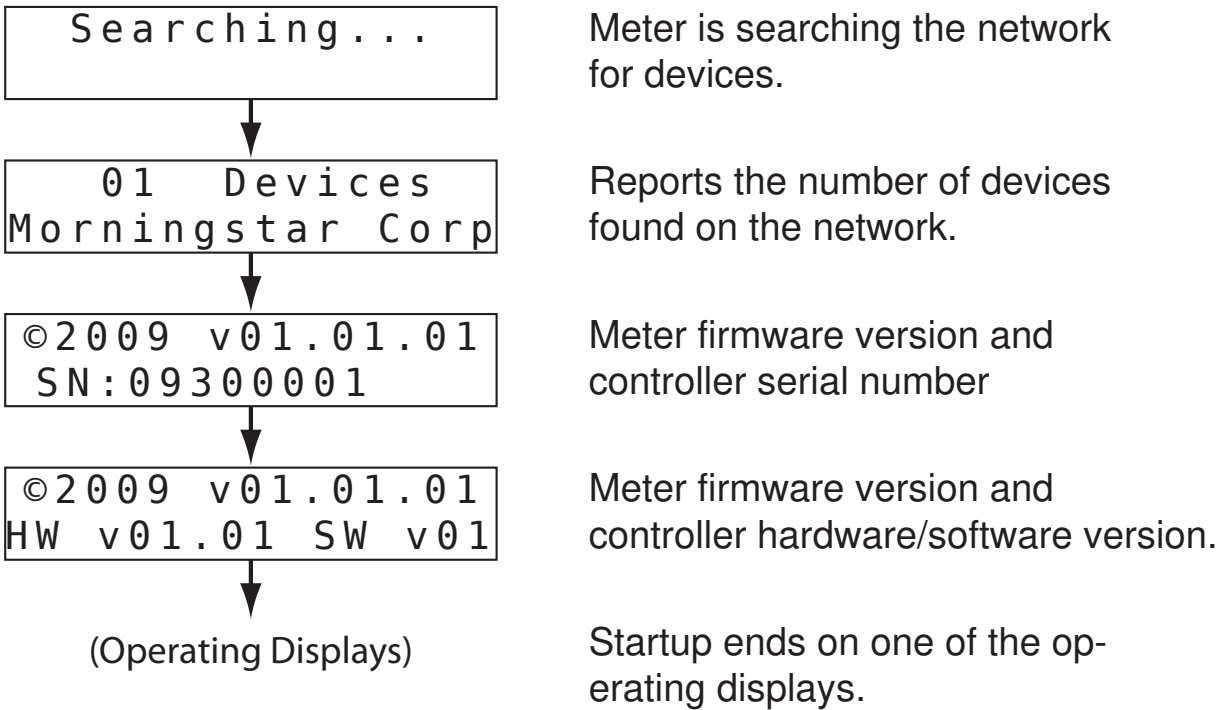 Searching...
Meter is searching the network
for devices.
01 Devices
Morningstar Corp
Reports the number of devices
found on the network.
©2009 v01.01.01
SN:09300001
Meter firmware version and
controller serial number
©2009 v01.01.01
HW v01.01 SW v01
Meter firmware version and
controller hardware/software version.
(Operating Displays)
Startup ends on one of the op-
erating displays.